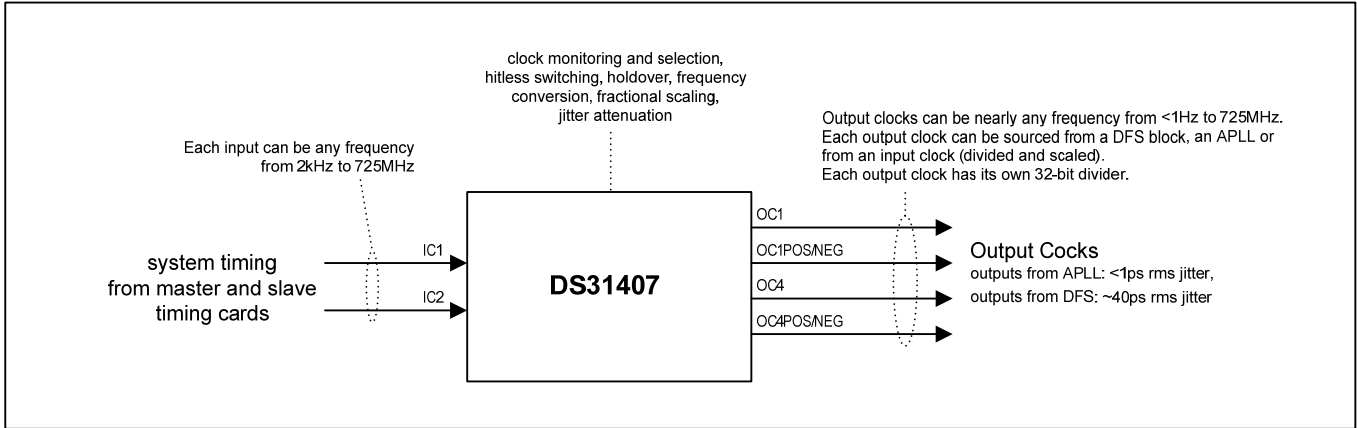 clock monitoring and selection,
hitless switching, holdover, frequency
conversion, fractional scaling,
jitter attenuation
Output clocks can be nearly any frequency from <1Hz to 725MHz.
Each output clock can be sourced from a DFS block, an APLL or
from an input clock (divided and scaled).
Each output clock has its own 32-bit divider.
Each input can be any frequency
from 2kHz to 725MHz
system timing
from master and slave
timing cards
IC1
IC2
DS31407
OC1
OC1POS/NEG
OC4
OC4POS/NEG
Output Cocks
outputs from APLL: <1ps rms jitter,
outputs from DFS: ~40ps rms jitter